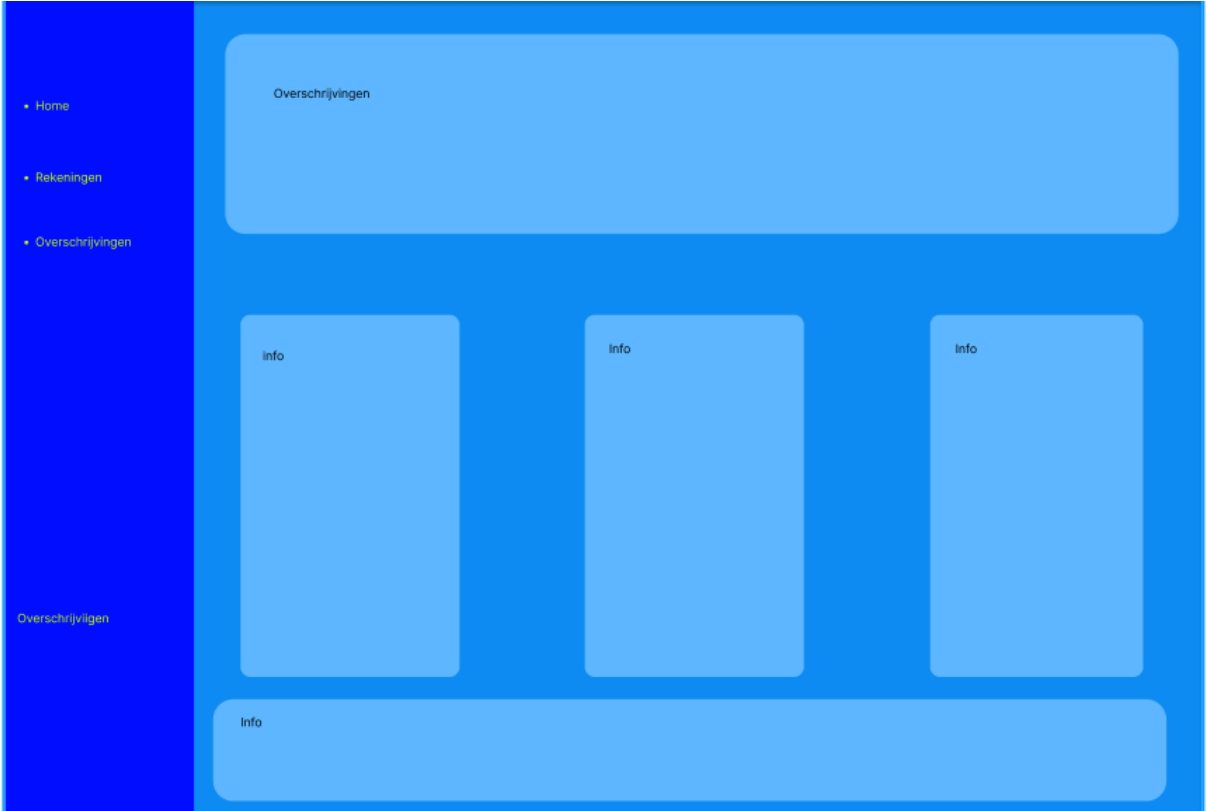 • Home
• Rekeningen
• Overschrijvingen
Overschrijviigen
Overschrijvingen
info
Info
Info
Info